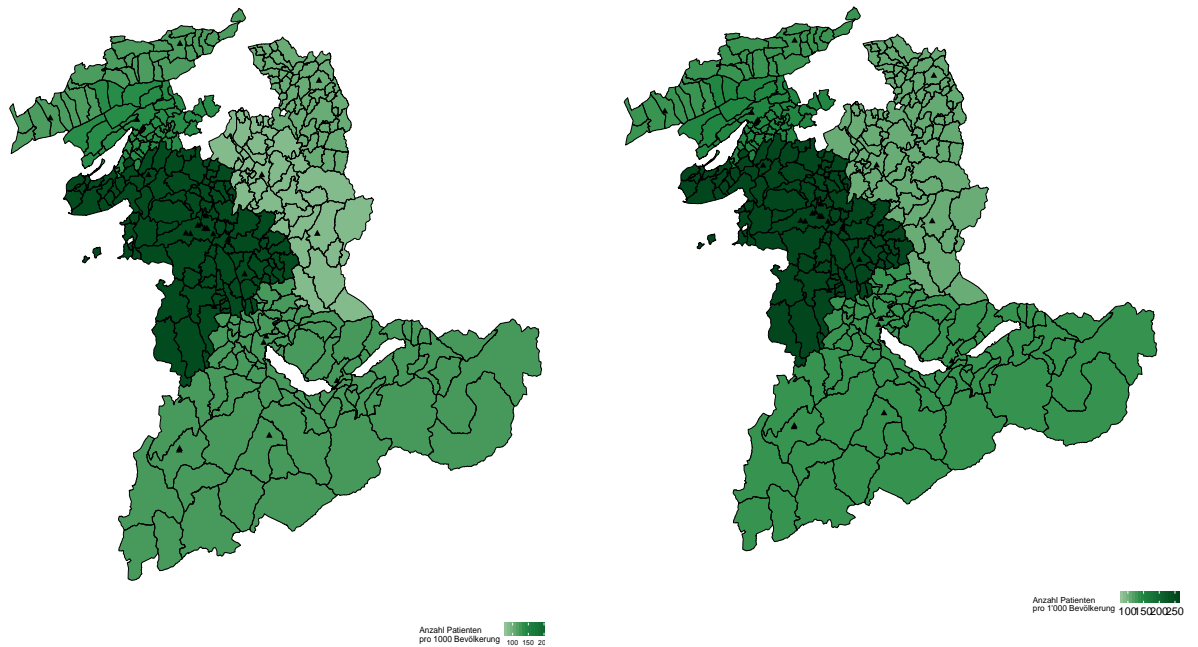 Anzahl Patienten
pro 1000 Bevölkerung
100 150 20
Anzahl Patienten
pro 1'000 Bevölkerung
100150200250